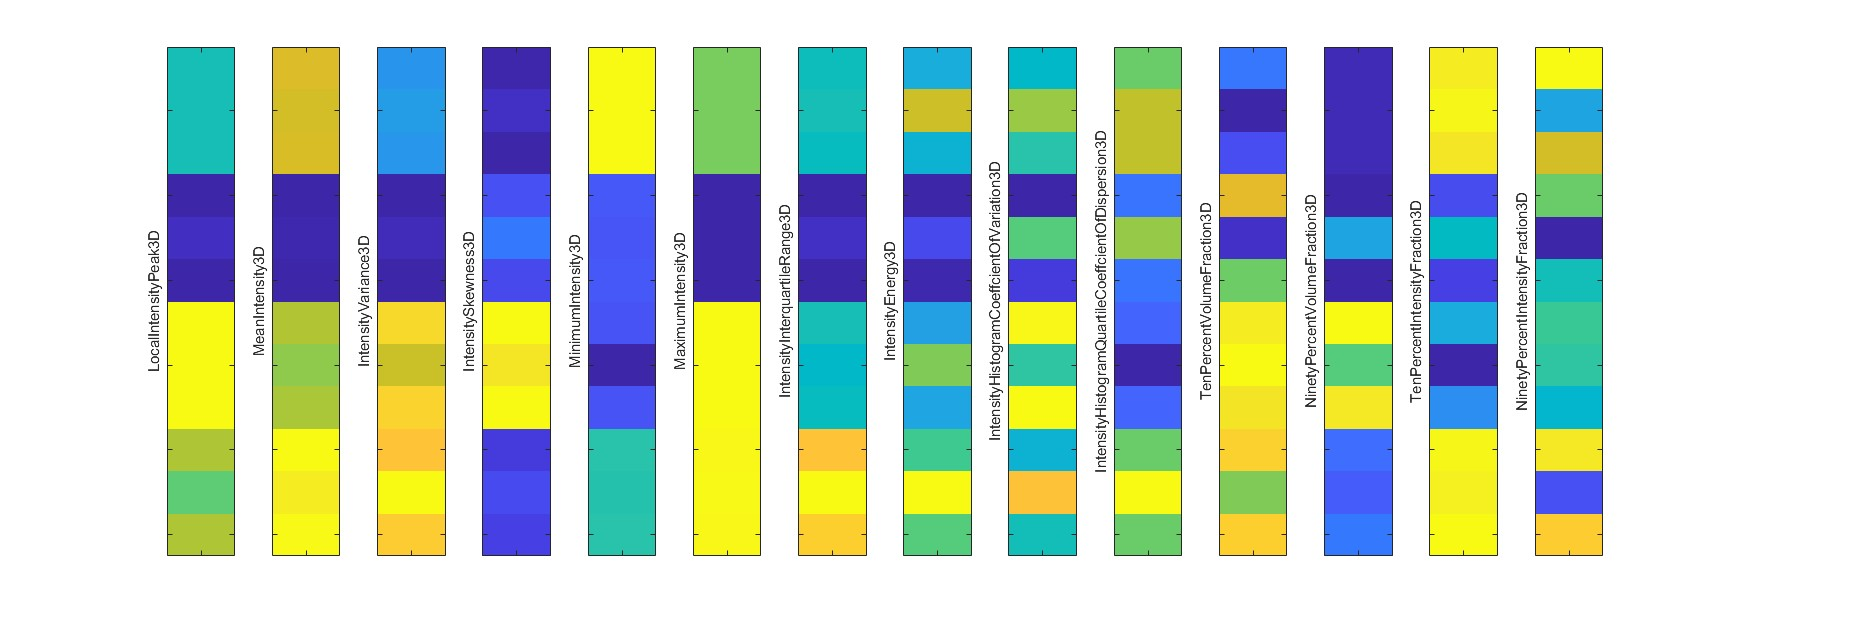 LocalIntensityPeak3D
MeanIntensity3D
IntensityVariance3D
IntensitySkewness3D
MinimumIntensity3D
MaximumIntensity3D
IntensityInterquartileRange3D
IntensityEnergy3D
IntensityHistogramCoeffcientOfVariation3D
IntensityHistogramQuartileCoeffcientOfDispersion3D
TenPercentVolumeFraction3D
NinetyPercentVolumeFraction3D
TenPercentIntensityFraction3D
NinetyPercentIntensityFraction3D